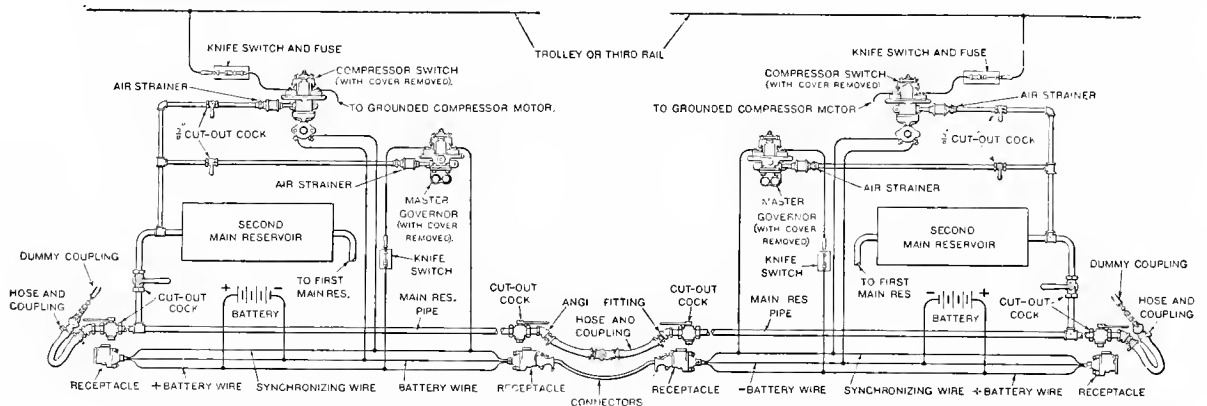 TROLLEY OR THIRD RAIL
KNIFE SWITCH AND FUSE
COMPRESSOR SWITCH
(WITH COVER REMOVED).
AIR STRAINER
TO GROUNDED COMPRESSOR MOTOR.
CUT-OUT COCK
AIR STRAINER
MASTER
GOVERNOR
(WITH COVER
REMOVED).
SECOND
MAIN RESERVOIR
KNIFE
SWITCH
TO FIRST
MAIN RES.
DUMMY COUPLING
HOSE AND
COUPLING
CUT-OUT
COCK
+ -
BATTERY
MAIN RES.
PIPE
CUT-OUT
COCK
ANGI FITTING
HOSE AND
COUPLING
CUT-OUT
COCK
RECEPTACLE
+BATTERY WIRE
SYNCHRONIZING WIRE
BATTERY WIRE
RECEPTACLE
CONNECTORS
KNIFE SWITCH AND FUSE
COMPRESSOR SWITCH
(WITH COVER REMOVED)
AIR STRAINER
TO GROUNDED COMPRESSOR MOTOR
CUT-OUT
COCK
AIR STRAINER
MASTER
GOVERNOR
(WITH COVER
REMOVED)
SECOND
MAIN RESERVOIR
KNIFE
SWITCH
TO FIRST
MAIN RES
DUMMY COUPLING
MAIN RES
PIPE
- +
BATTERY
CUT-OUT
COCK
HOSE AND
COUPLING
RECEPTACLE
-BATTERY WIRE
SYNCHRONIZING WIRE
+BATTERY WIRE
RECEPTACLE